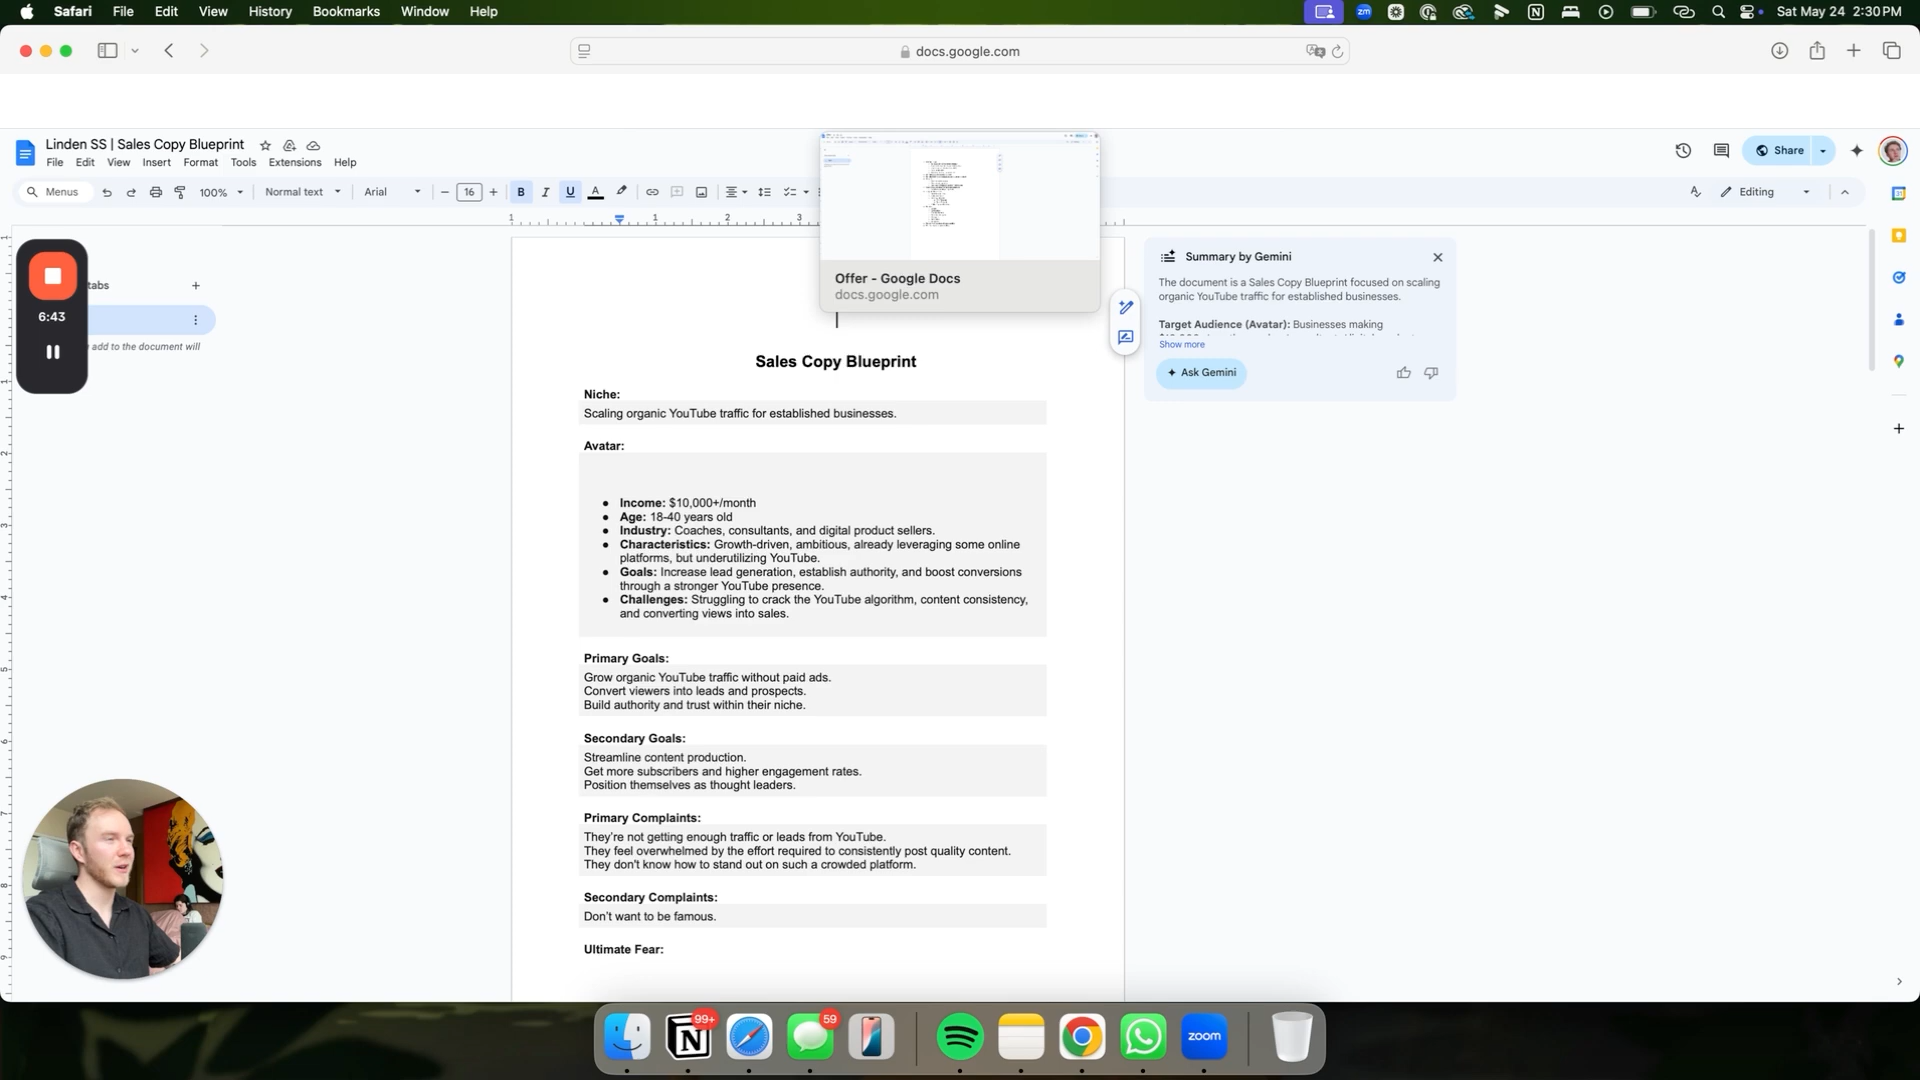 Safari File Edit View History Bookmarks Window Help
zm
Sat May 24 2:30 PM
docs.google.com
Linden SS | Sales Copy Blueprint
File Edit View Insert Format Tools Extensions Help
Share
Menus
100%
Normal text
Arial
16
B I U A
Editing
1 1 2 3
Offer - Google Docs
docs.google.com
tabs
6:43
add to the document will
Summary by Gemini
The document is a Sales Copy Blueprint focused on scaling
organic YouTube traffic for established businesses.
Target Audience (Avatar): Businesses making
Show more
Ask Gemini
Sales Copy Blueprint
Niche:
Scaling organic YouTube traffic for established businesses.
Avatar:
● Income: $10,000+/month
● Age: 18-40 years old
● Industry: Coaches, consultants, and digital product sellers.
● Characteristics: Growth-driven, ambitious, already leveraging some online
platforms, but underutilizing YouTube.
● Goals: Increase lead generation, establish authority, and boost conversions
through a stronger YouTube presence.
● Challenges: Struggling to crack the YouTube algorithm, content consistency,
and converting views into sales.
Primary Goals:
Grow organic YouTube traffic without paid ads.
Convert viewers into leads and prospects.
Build authority and trust within their niche.
Secondary Goals:
Streamline content production.
Get more subscribers and higher engagement rates.
Position themselves as thought leaders.
Primary Complaints:
They're not getting enough traffic or leads from YouTube.
They feel overwhelmed by the effort required to consistently post quality content.
They don't know how to stand out on such a crowded platform.
Secondary Complaints:
Don't want to be famous.
Ultimate Fear:
99+
59
zoom